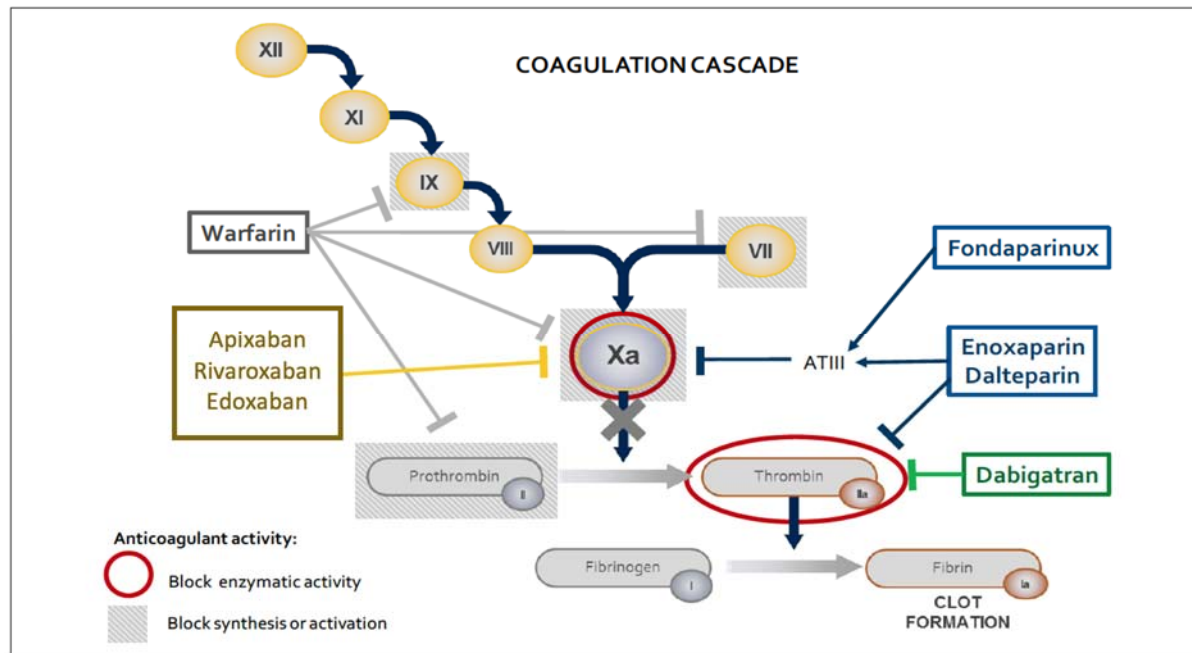 COAGULATION CASCADE
XII
XI
IX
Warfarin
VIII
VII
Fondaparinux
Apixaban
Rivaroxaban
Edoxaban
Xa
ATIII
Enoxaparin
Dalteparin
Prothrombin
II
Thrombin
IIa
Dabigatran
Anticoagulant activity:
Block enzymatic activity
Block synthesis or activation
Fibrinogen
I
Fibrin
Ia
CLOT
FORMATION